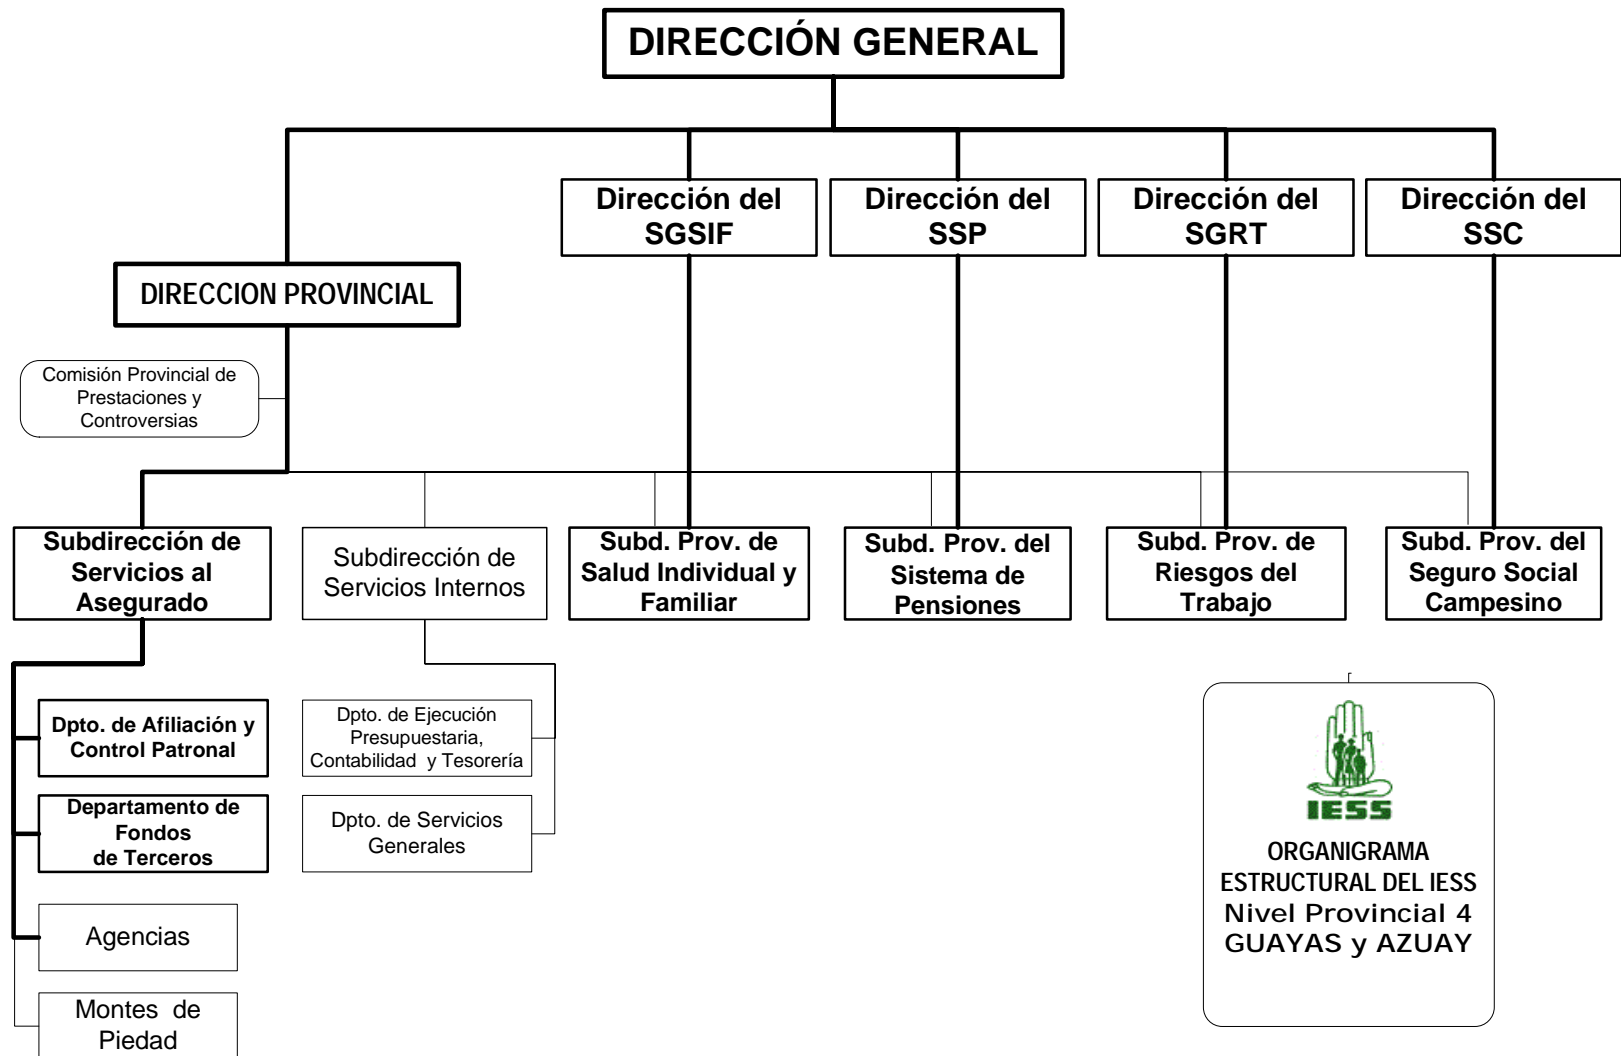 DIRECCIÓN GENERAL
Dirección del
SGSIF
Dirección del
SSP
Dirección del
SGRT
Dirección del
SSC
DIRECCION PROVINCIAL
Comisión Provincial de
Prestaciones y
Controversias
Subdirección de
Servicios al
Asegurado
Subdirección de
Servicios Internos
Subd. Prov. de
Salud Individual y
Familiar
Subd. Prov. del
Sistema de
Pensiones
Subd. Prov. de
Riesgos del
Trabajo
Subd. Prov. del
Seguro Social
Campesino
Dpto. de Afiliación y
Control Patronal
Dpto. de Ejecución
Presupuestaria,
Contabilidad y Tesorería
Departamento de
Fondos
de Terceros
Dpto. de Servicios
Generales
Agencias
Montes de
Piedad
IESS
ORGANIGRAMA
ESTRUCTURAL DEL IESS
Nivel Provincial 4
GUAYAS y AZUAY